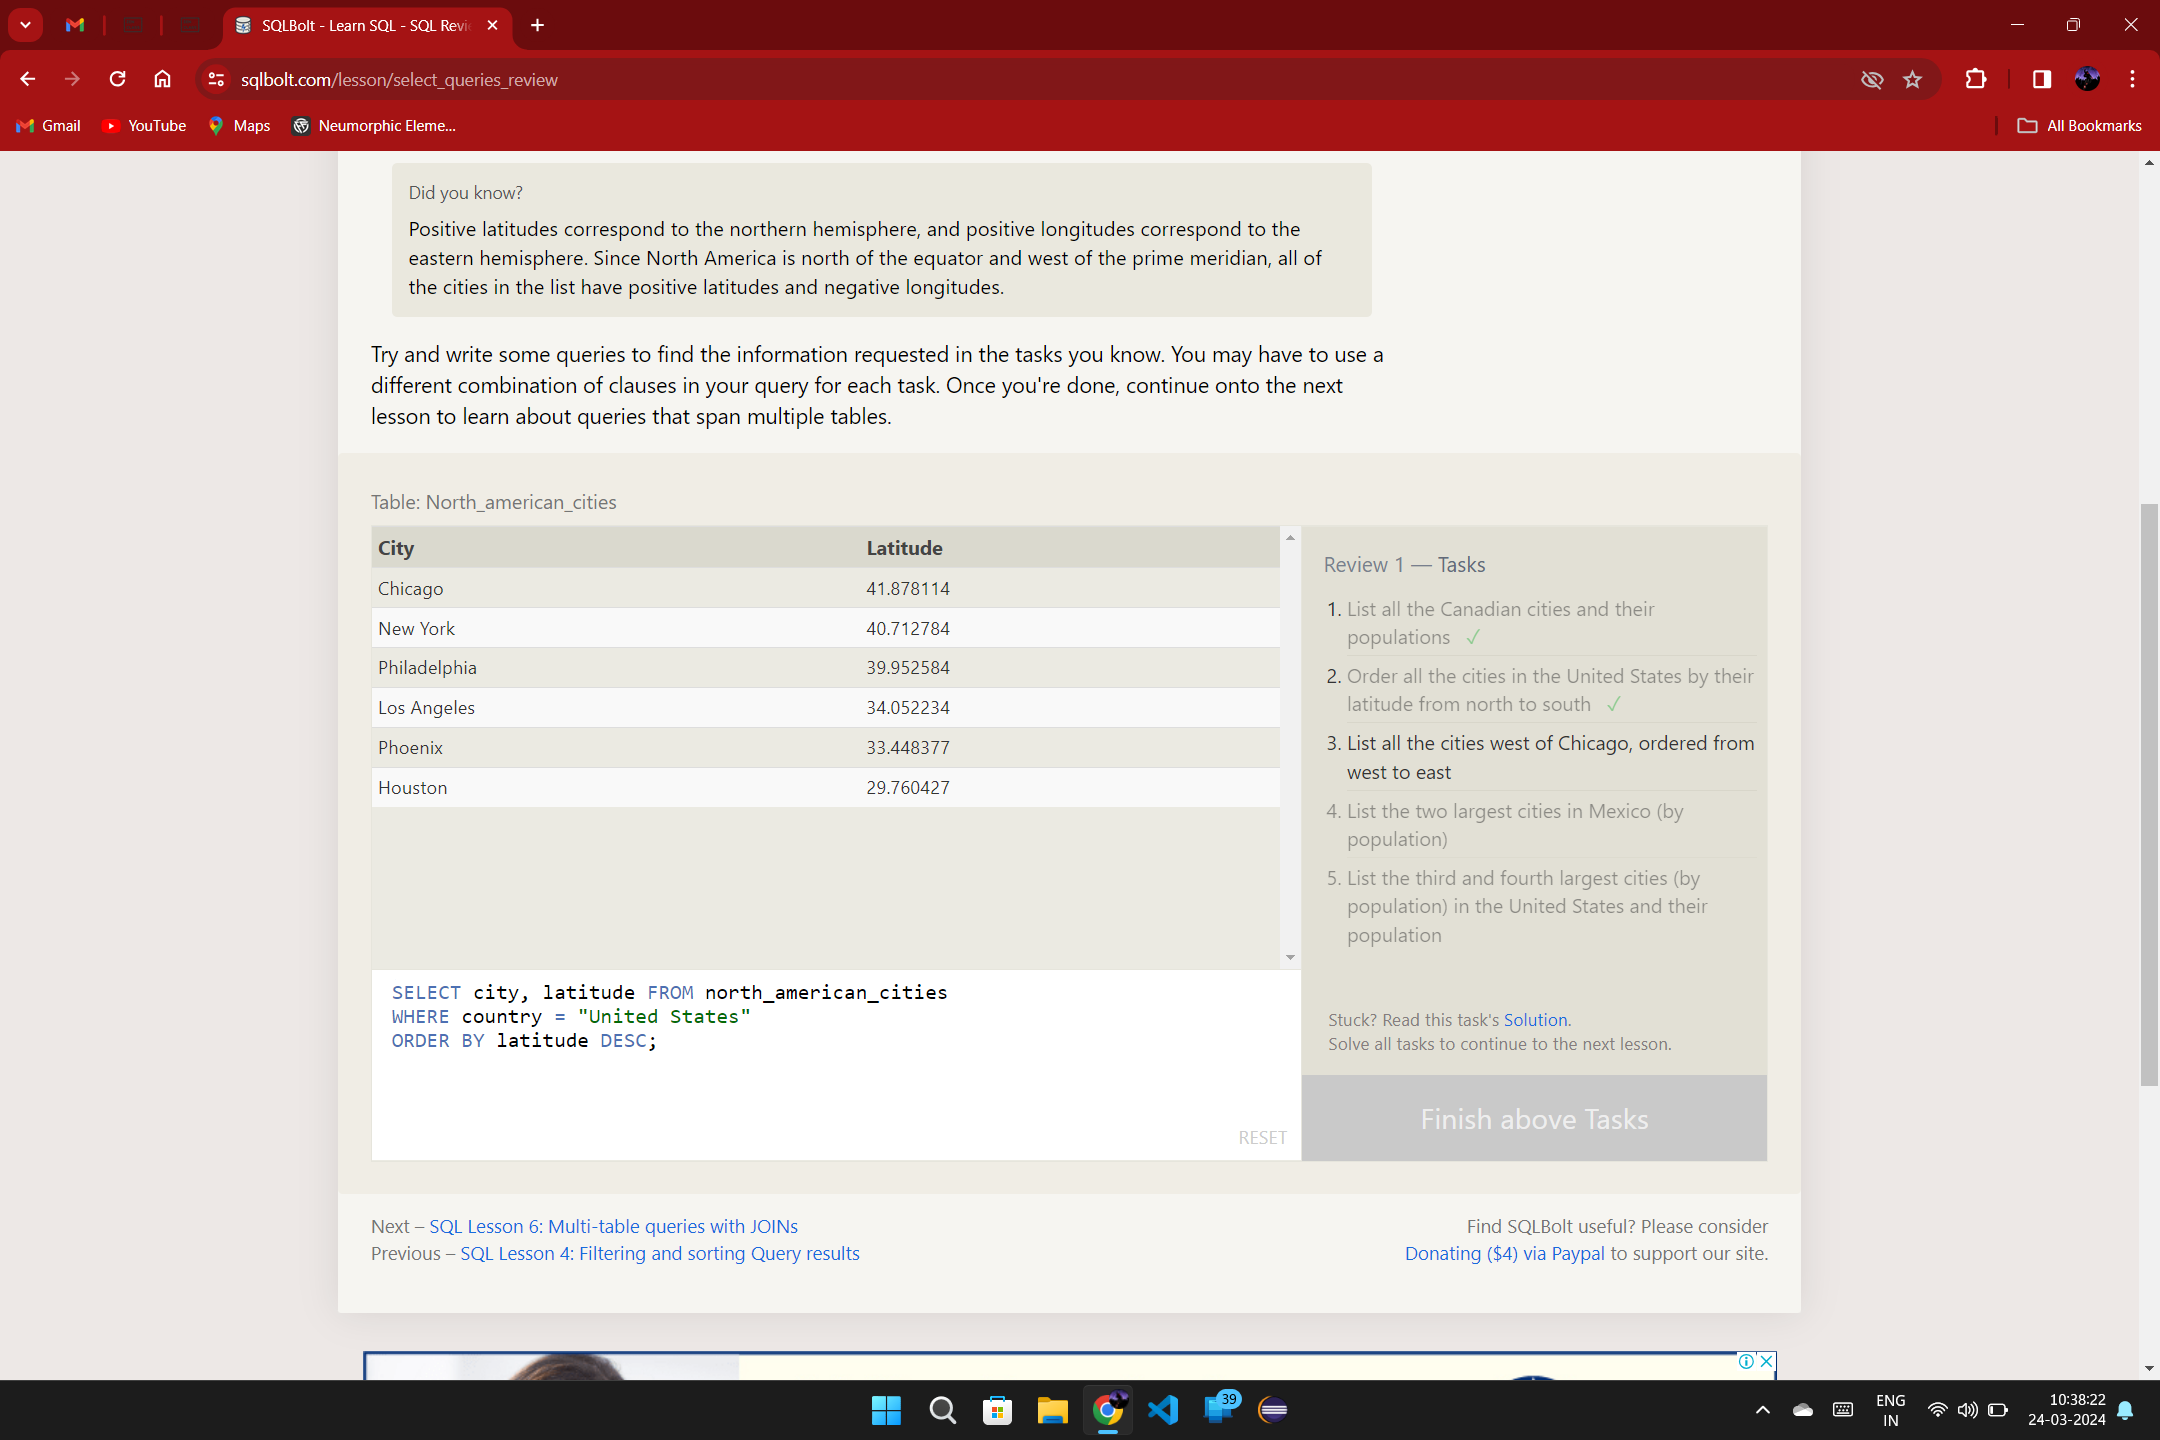 SQLBolt - Learn SQL - SQL Revi
sqlbolt.com/lesson/select_queries_review
Gmail
YouTube
Maps
Neumorphic Eleme...
All Bookmarks
Did you know?
Positive latitudes correspond to the northern hemisphere, and positive longitudes correspond to the
eastern hemisphere. Since North America is north of the equator and west of the prime meridian, all of
the cities in the list have positive latitudes and negative longitudes.
Try and write some queries to find the information requested in the tasks you know. You may have to use a
different combination of clauses in your query for each task. Once you're done, continue onto the next
lesson to learn about queries that span multiple tables.
Table: North_american_cities
City Latitude
Chicago 41.878114
New York 40.712784
Philadelphia 39.952584
Los Angeles 34.052234
Phoenix 33.448377
Houston 29.760427
SELECT city, latitude FROM north_american_cities
WHERE country = "United States"
ORDER BY latitude DESC;
RESET
Review 1 — Tasks
1. List all the Canadian cities and their
populations ✓
2. Order all the cities in the United States by their
latitude from north to south ✓
3. List all the cities west of Chicago, ordered from
west to east
4. List the two largest cities in Mexico (by
population)
5. List the third and fourth largest cities (by
population) in the United States and their
population
Stuck? Read this task's Solution.
Solve all tasks to continue to the next lesson.
Finish above Tasks
Next – SQL Lesson 6: Multi-table queries with JOINs
Previous – SQL Lesson 4: Filtering and sorting Query results
Find SQLBolt useful? Please consider
Donating ($4) via Paypal to support our site.
39
ENG
IN
10:38:22
24-03-2024